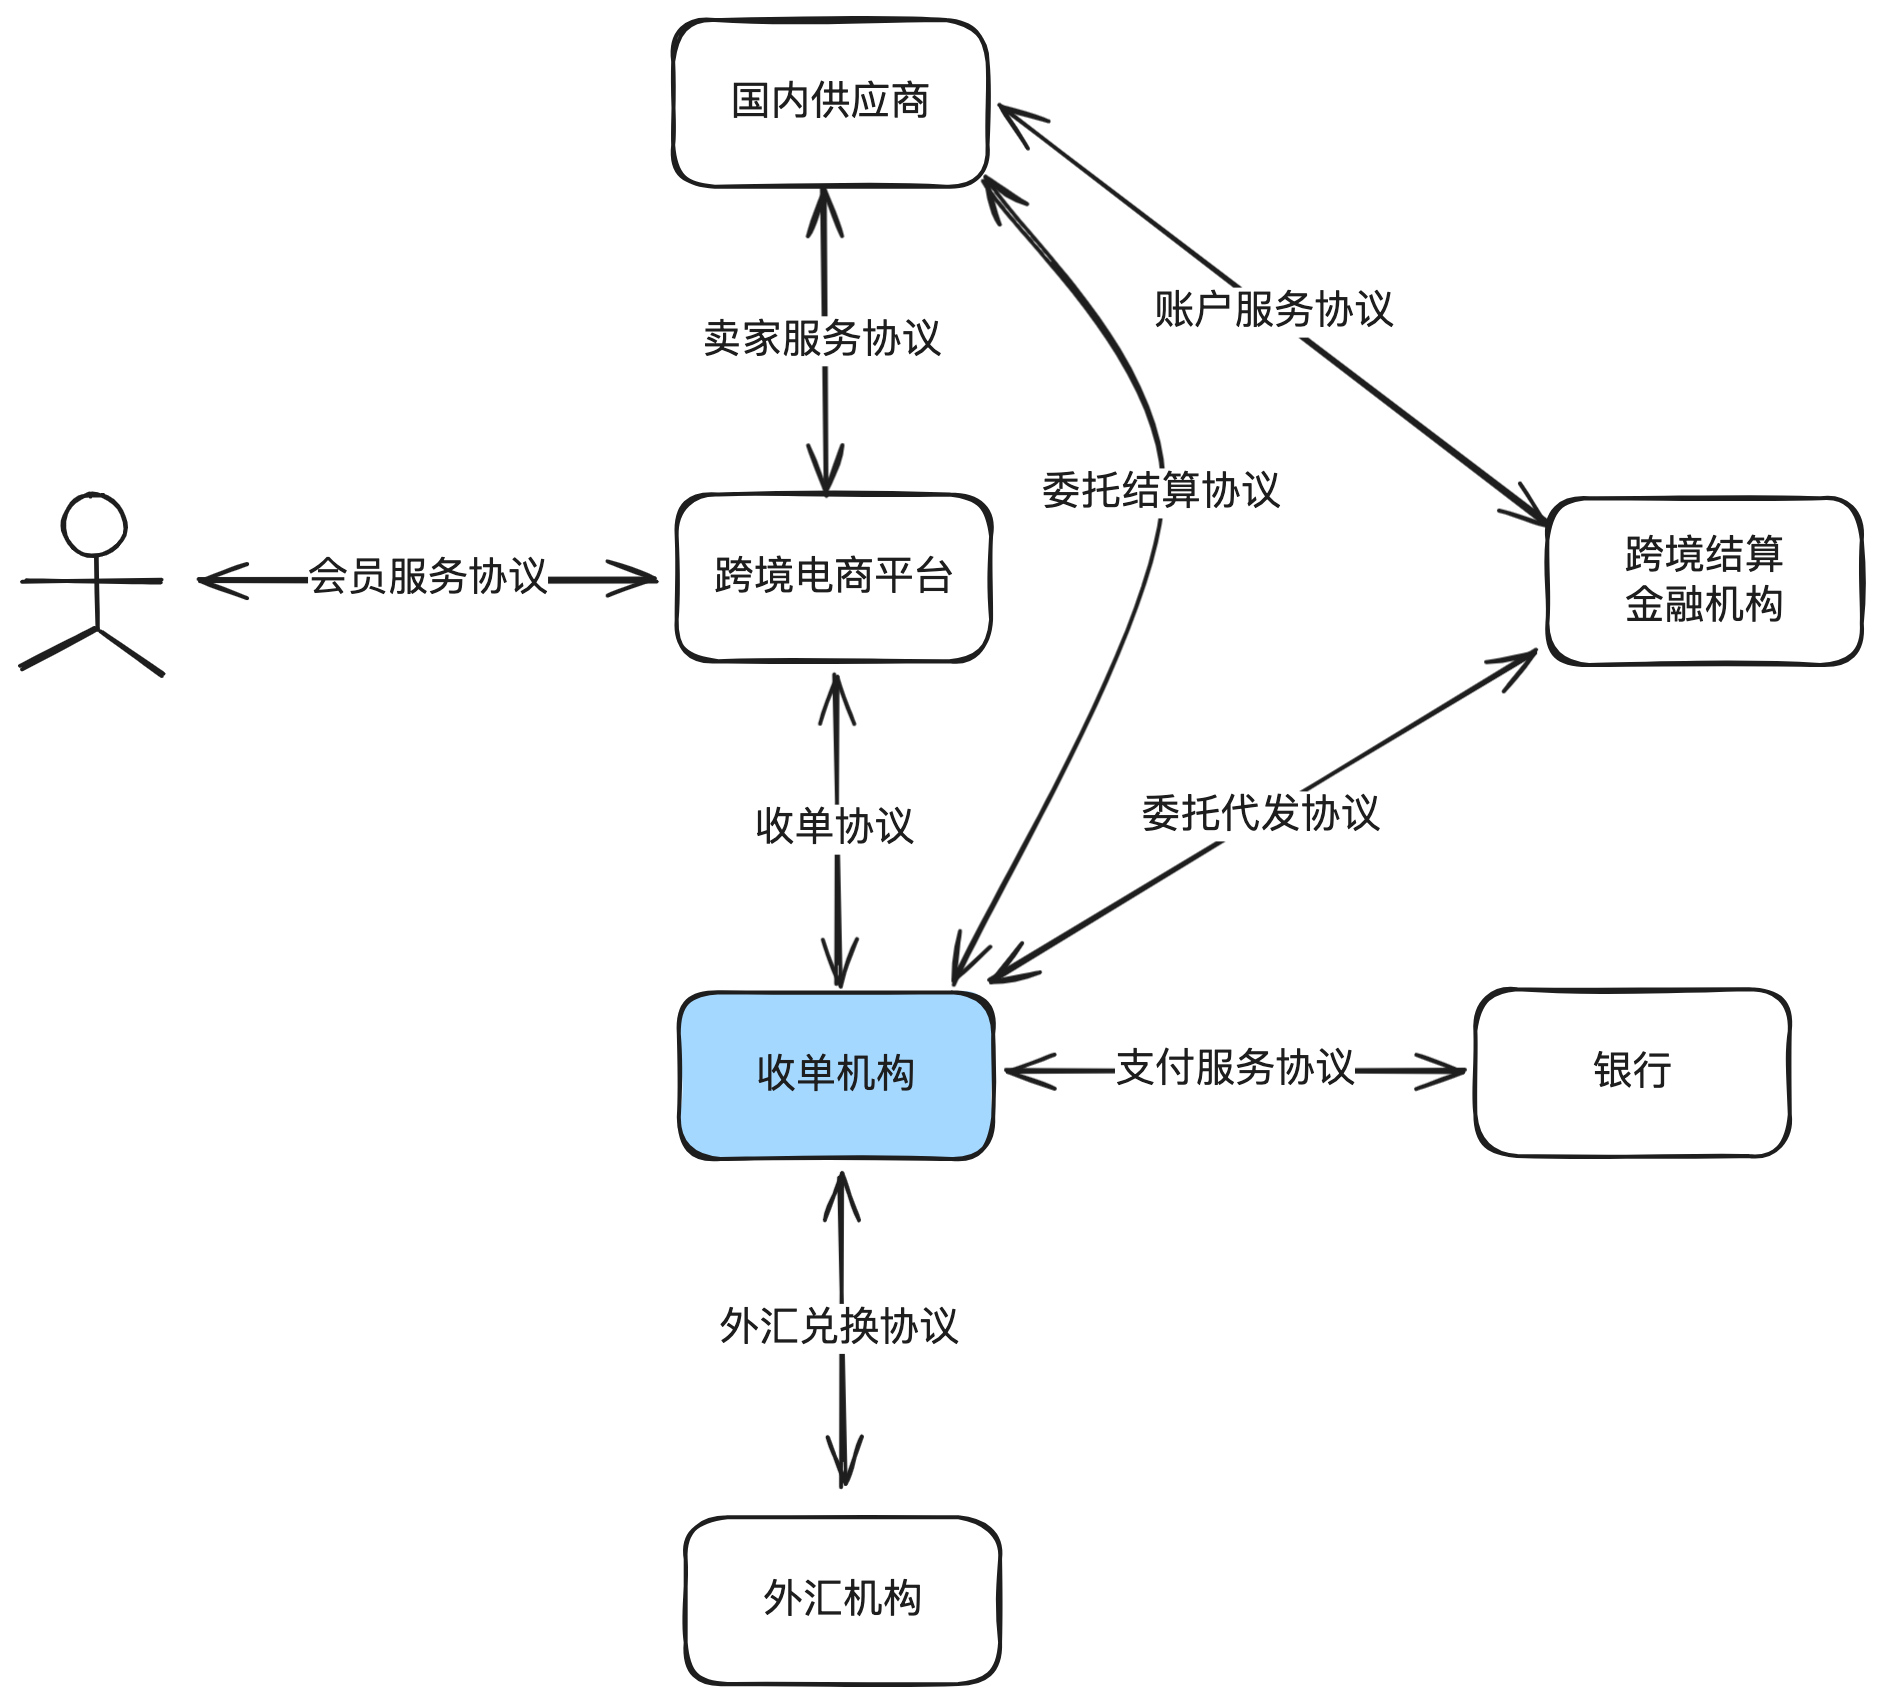 国内供应商
账户服务协议
卖家服务协议
委托结算协议
会员服务协议
跨境电商平台
跨境结算
金融机构
收单协议
委托代发协议
收单机构
支付服务协议
银行
外汇兑换协议
外汇机构